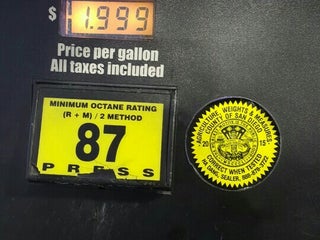 $ 1.999
Price per gallon
All taxes included
MINIMUM OCTANE RATING
(R + M) / 2 METHOD
87
PRESS
AGRICULTURE WEIGHTS & MEASURES
COUNTY OF SAN DIEGO
20 15
CORRECT WHEN TESTED